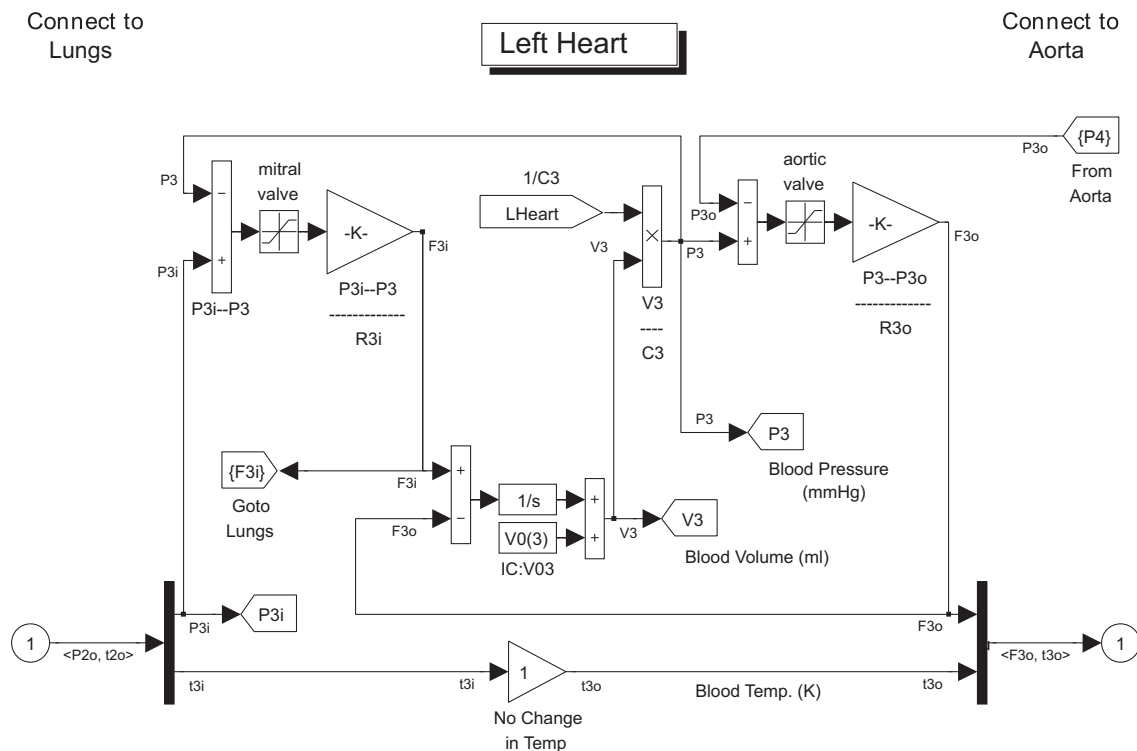 Connect to
Lungs
Left Heart
Connect to
Aorta
P3
mitral
valve
-K-
F3i
P3i
P3i--P3
P3i--P3
-------------
R3i
1/C3
LHeart
V3
×
P3
V3
----
C3
P3o
{P4}
From
Aorta
aortic
valve
P3o
-K-
F3o
P3--P3o
-------------
R3o
−
+
−
+
{F3i}
Goto
Lungs
F3i
+
−
F3o
1/s
V0(3)
IC:V03
+
+
V3
V3
Blood Volume (ml)
P3
P3
Blood Pressure
(mmHg)
1
<P2o, t2o>
P3i
P3i
t3i
t3i
1
t3o
No Change
in Temp
Blood Temp. (K)
F3o
t3o
<F3o, t3o>
1